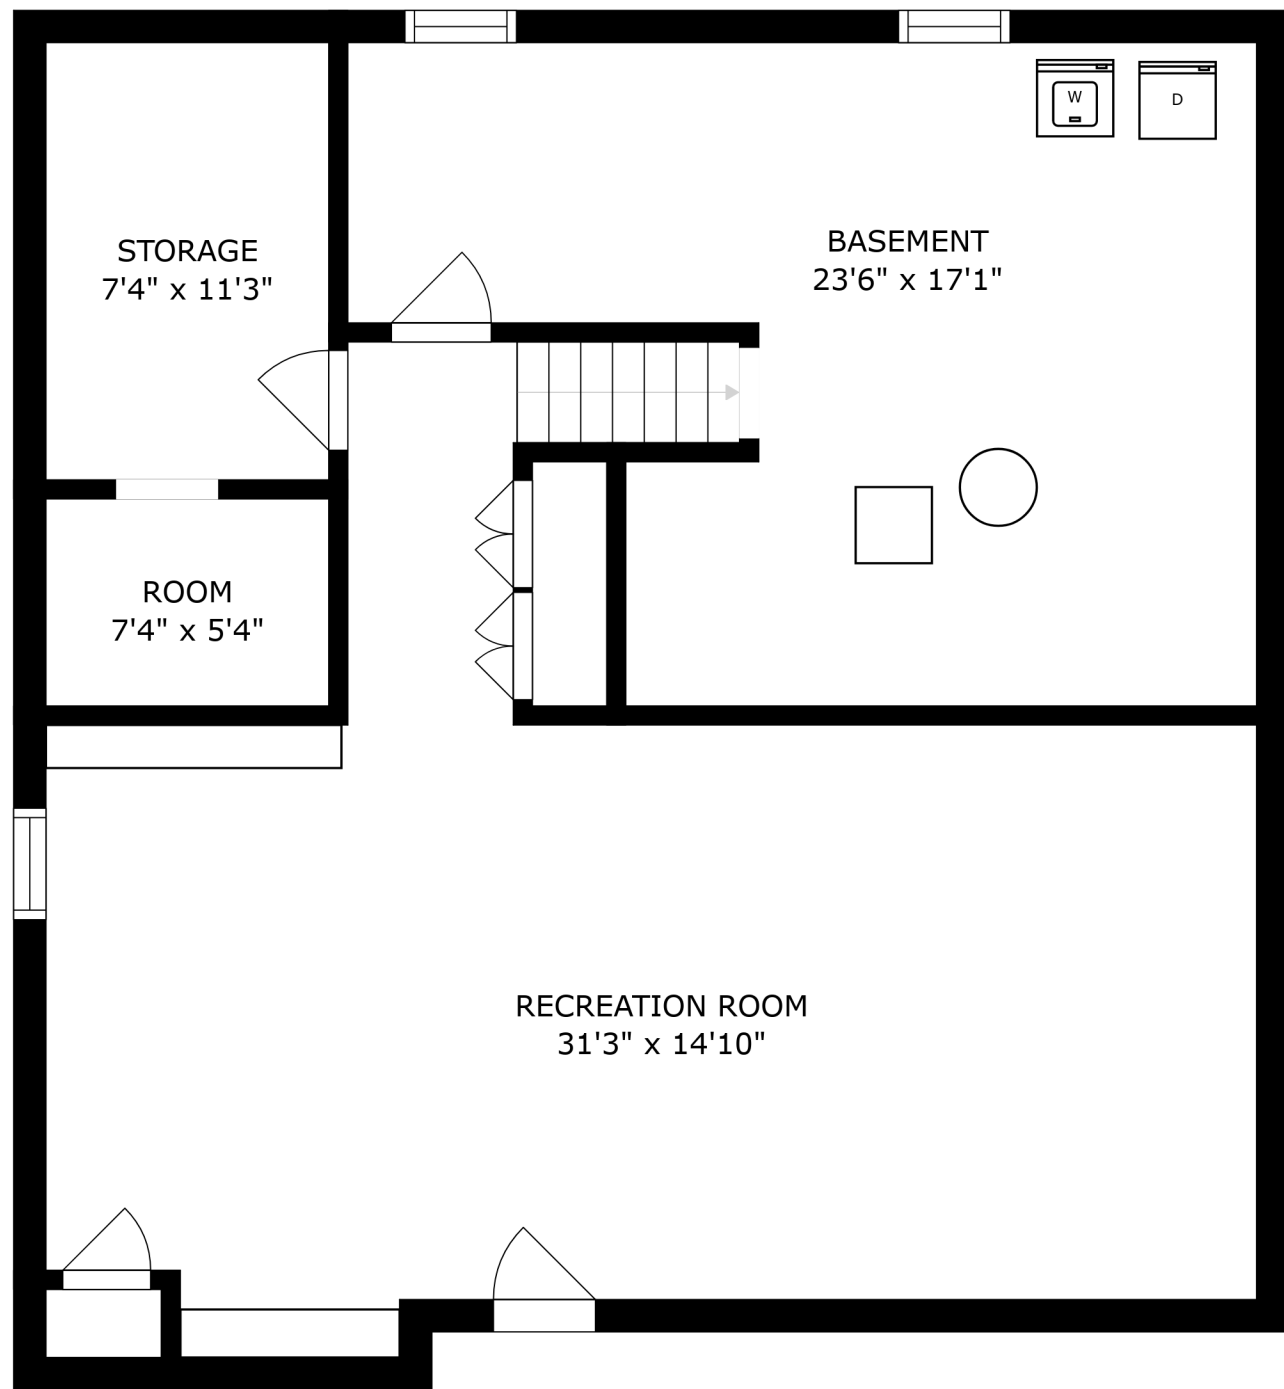 W
D
BASEMENT
23'6" x 17'1"
STORAGE
7'4" x 11'3"
ROOM
7'4" x 5'4"
RECREATION ROOM
31'3" x 14'10"